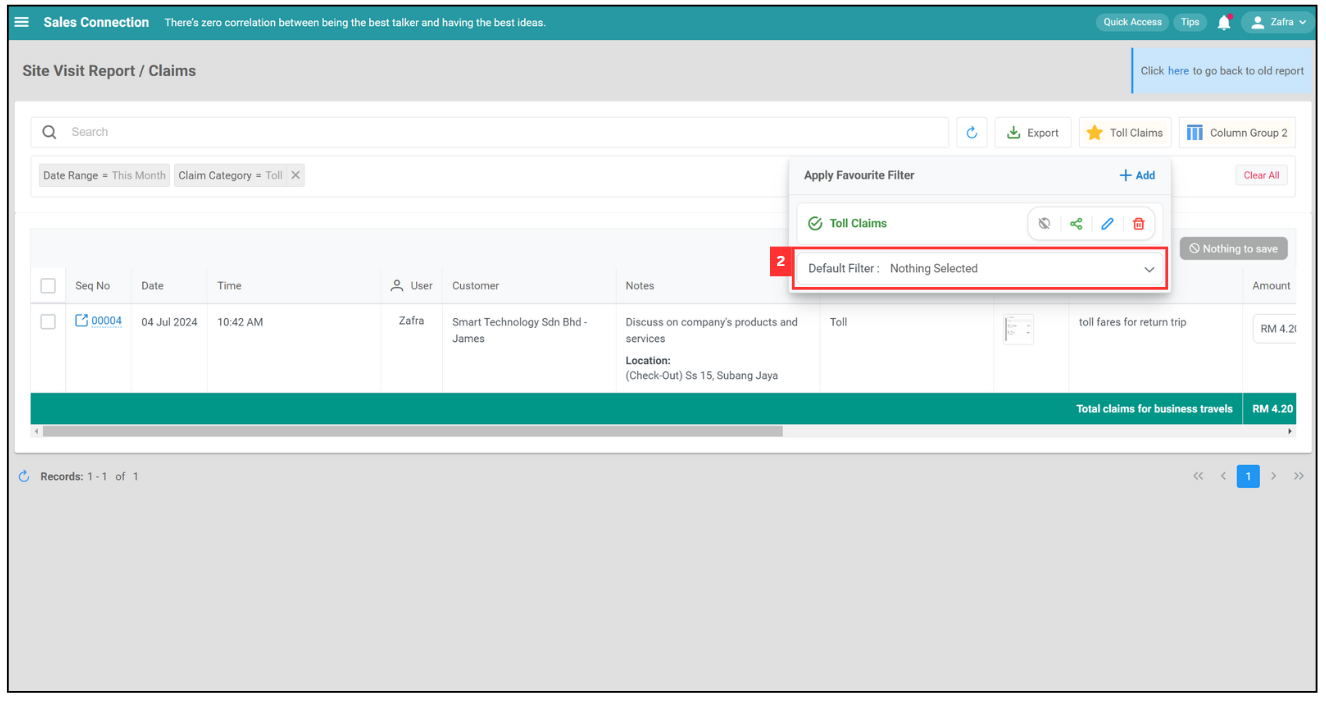 Sales Connection There's zero correlation between being the best talker and having the best ideas. Quick Access Tips Zafra
Site Visit Report / Claims
Click here to go back to old report
Search Export Toll Claims Column Group 2
Date Range = This Month Claim Category = Toll Clear All
Apply Favourite Filter Add
Toll Claims
Nothing to save
2
Default Filter : Nothing Selected
Seq No Date Time User Customer Notes Amount
00004 04 Jul 2024 10:42 AM Zafra Smart Technology Sdn Bhd - Discuss on company's products and Toll toll fares for return trip RM 4.20
James services
Location:
(Check-Out) Ss 15, Subang Jaya
Total claims for business travels RM 4.20
Records: 1 - 1 of 1 << < 1 > >>